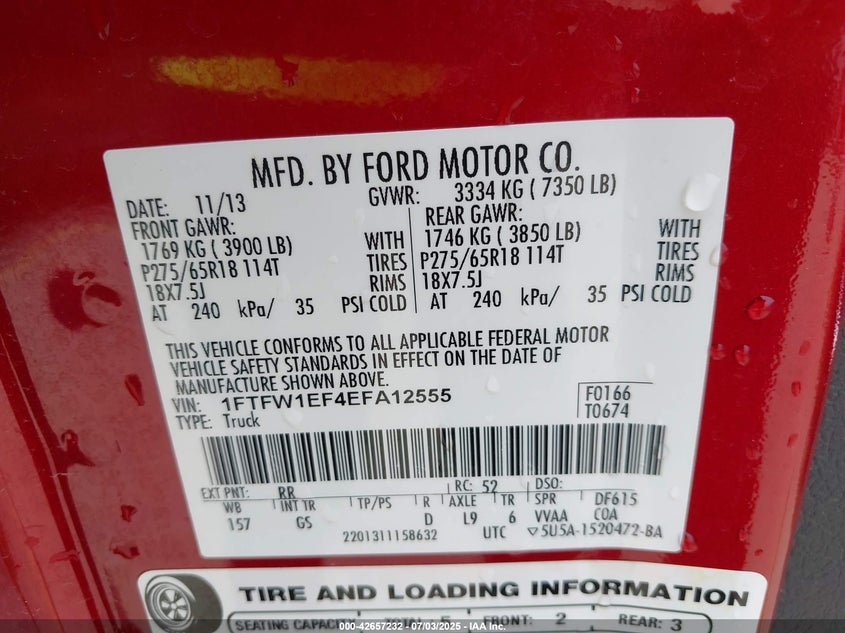 MFD. BY FORD MOTOR CO.
DATE: 11/13 GVWR: 3334 KG ( 7350 LB)
FRONT GAWR: REAR GAWR:
1769 KG ( 3900 LB) WITH 1746 KG ( 3850 LB) WITH
P275/65R18 114T TIRES P275/65R18 114T TIRES
18X7.5J RIMS 18X7.5J RIMS
AT 240 kPa/ 35 PSI COLD AT 240 kPa/ 35 PSI COLD
THIS VEHICLE CONFORMS TO ALL APPLICABLE FEDERAL MOTOR
VEHICLE SAFETY STANDARDS IN EFFECT ON THE DATE OF
MANUFACTURE SHOWN ABOVE.
VIN: 1FTFW1EF4EFA12555 F0166
TYPE: Truck T0674
EXT PNT: RR RC: 52 DSO:
WB INT TR TP/PS R AXLE TR SPR DF615
157 GS D L9 6 VVAA COA
2201311158632 UTC ▽5U5A-1520472-BA
TIRE AND LOADING INFORMATION
SEATING CAPACITY TOTAL 5 FRONT: 2 REAR: 3
000-42657232 - 07/03/2025 - IAA Inc.